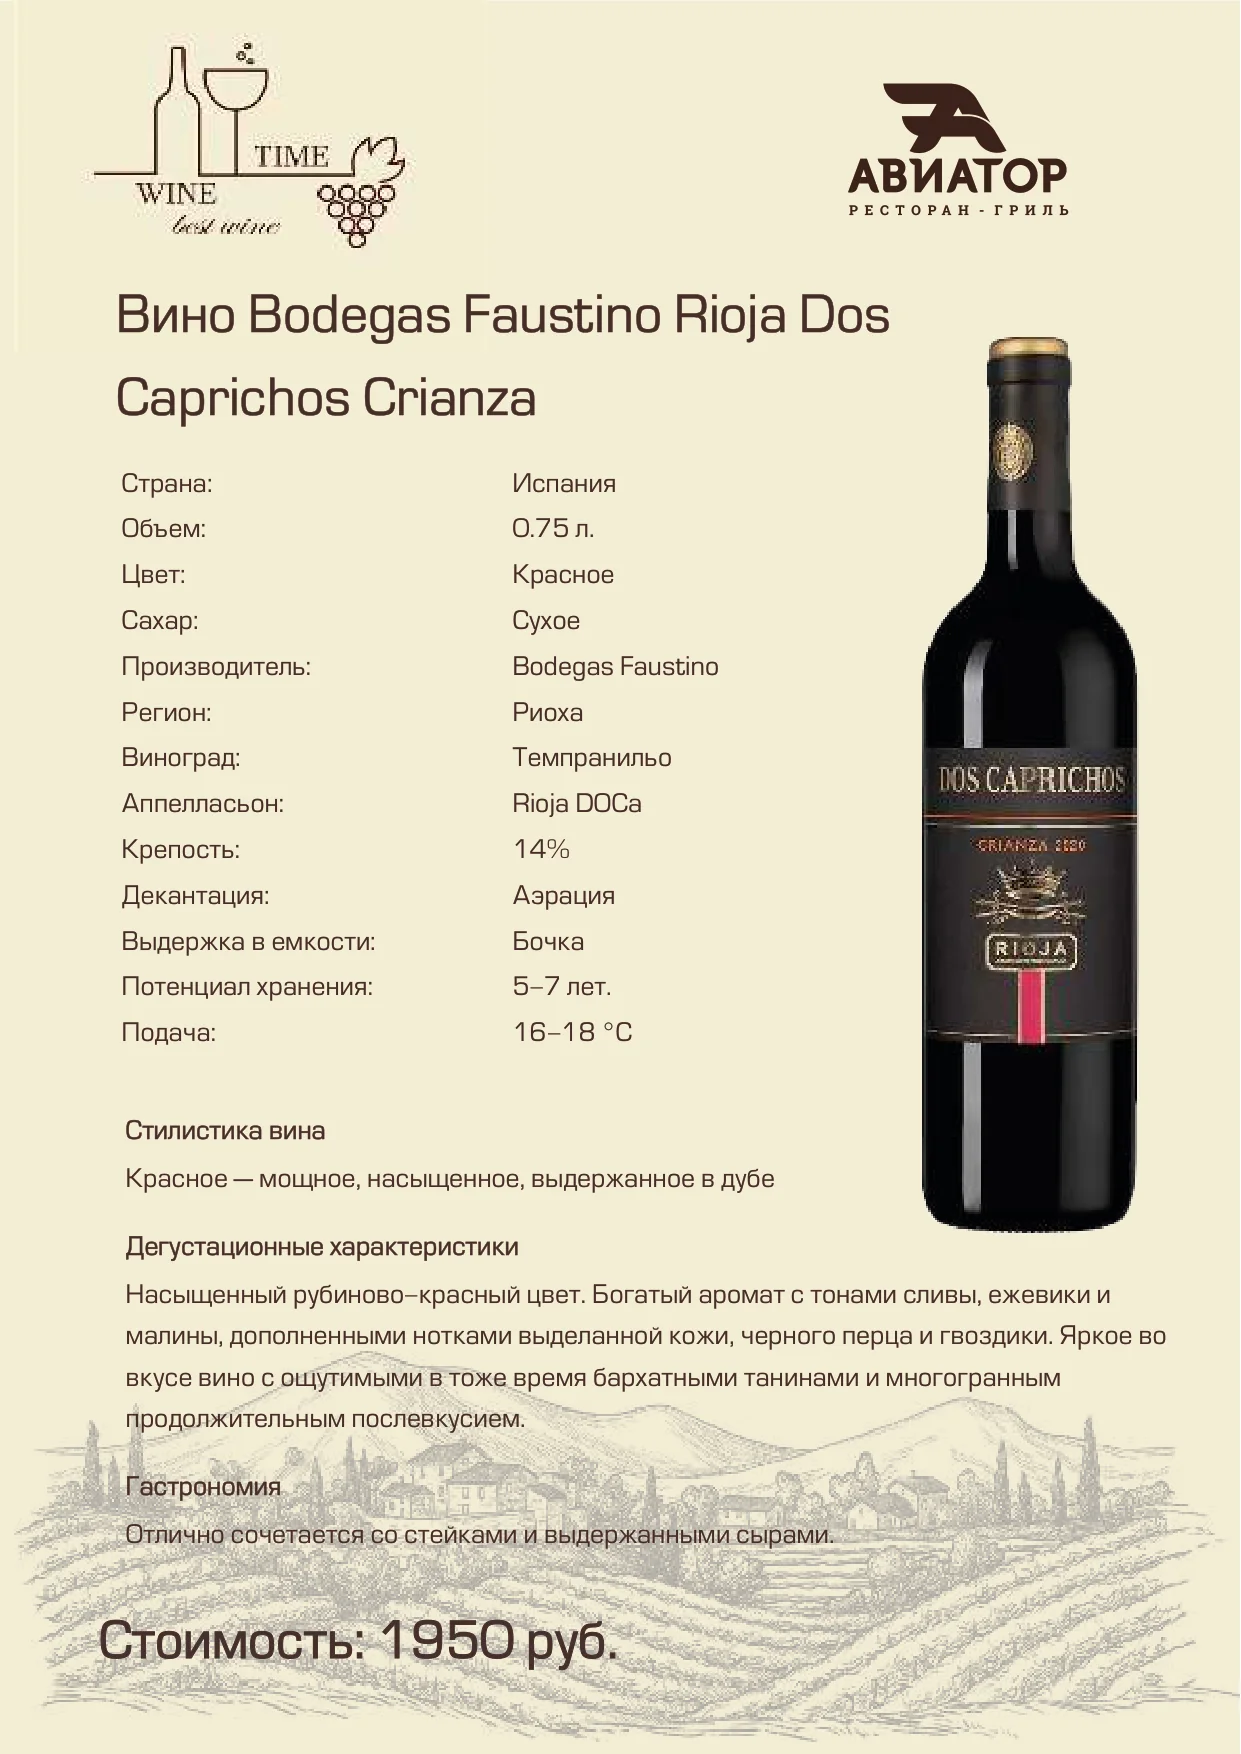 TIME
WINE
best wine
АВИАТОР
РЕСТОРАН - ГРИЛЬ
Вино Bodegas Faustino Rioja Dos
Caprichos Crianza
Страна: Испания
Объем: 0.75 л.
Цвет: Красное
Сахар: Сухое
Производитель: Bodegas Faustino
Регион: Риоха
Виноград: Темпранильо
Аппелласьон: Rioja DOCa
Крепость: 14%
Декантация: Аэрация
Выдержка в емкости: Бочка
Потенциал хранения: 5–7 лет.
Подача: 16–18 °C
DOS CAPRICHOS
CRIANZA 2020
RIOJA
Стилистика вина
Красное — мощное, насыщенное, выдержанное в дубе
Дегустационные характеристики
Насыщенный рубиново–красный цвет. Богатый аромат с тонами сливы, ежевики и
малины, дополненными нотками выделанной кожи, черного перца и гвоздики. Яркое во
вкусе вино с ощутимыми в тоже время бархатными танинами и многогранным
продолжительным послевкусием.
Гастрономия
Отлично сочетается со стейками и выдержанными сырами.
Стоимость: 1950 руб.